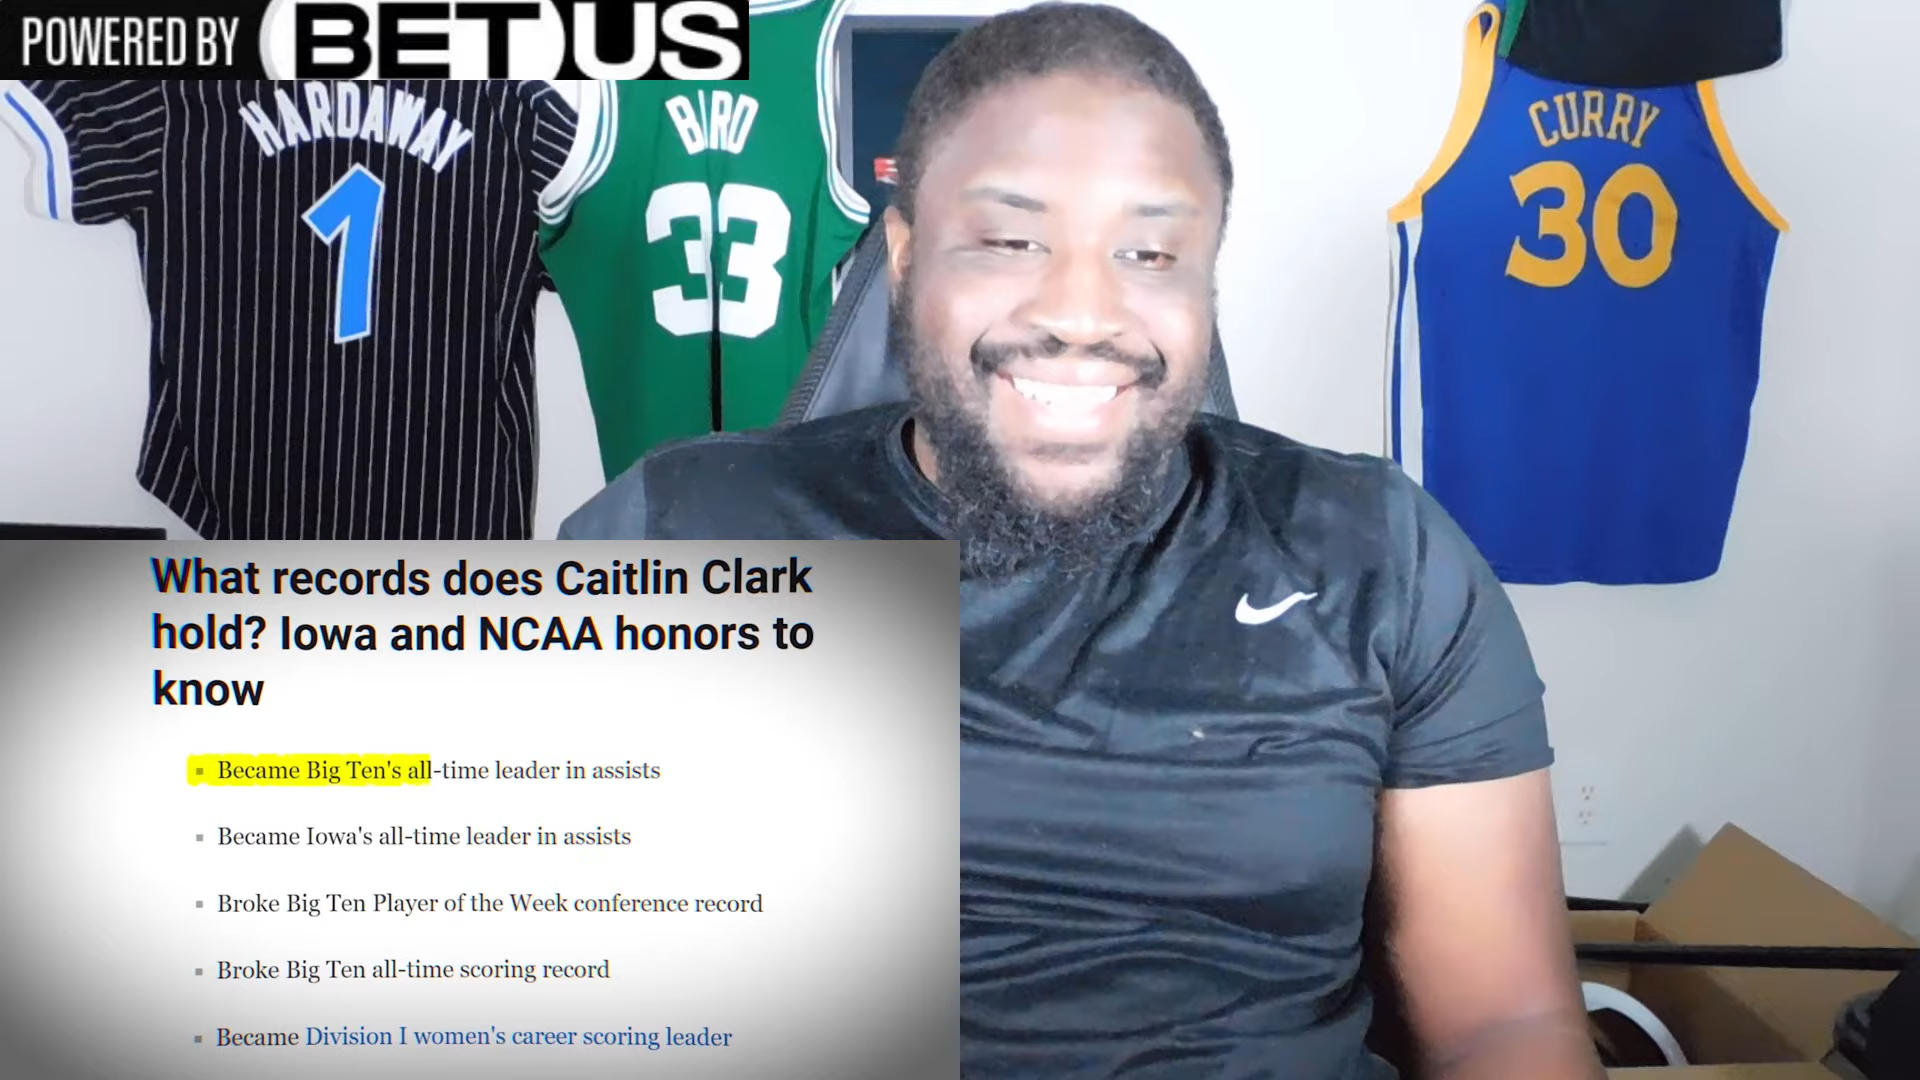 POWERED BY BETUS
HARDAWAY
1
BIRD
33
CURRY
30
What records does Caitlin Clark
hold? Iowa and NCAA honors to
know
Became Big Ten's all-time leader in assists
Became Iowa's all-time leader in assists
Broke Big Ten Player of the Week conference record
Broke Big Ten all-time scoring record
Became Division I women's career scoring leader